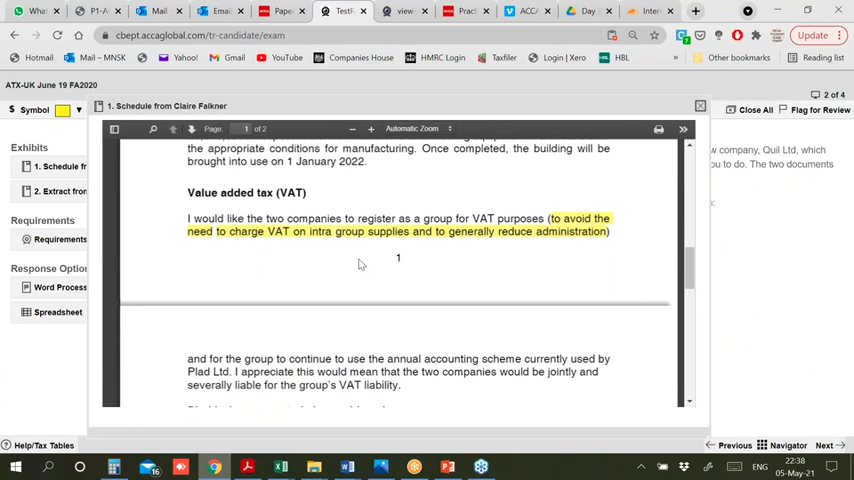 What:
P1-A
Mail
Email
Paper
TestR
view
Pract
ACCA
Day
Intern
cbept.accaglobal.com/tr-candidate/exam
Update
Hotmail
Mail – MNSK
Yahoo!
Gmail
YouTube
Companies House
HMRC Login
Taxfiler
Login | Xero
HBL
Other bookmarks
Reading list
ATX-UK June 19 FA2020
2 of 4
Symbol
1. Schedule from Claire Falkner
Close All
Flag for Review
Page: 1 of 2
Automatic Zoom
Exhibits
1. Schedule fr
2. Extract from
Requirements
Requirements
Response Option
Word Process
Spreadsheet
w company, Quil Ltd, which
you to do. The two documents
the appropriate conditions for manufacturing. Once completed, the building will be
brought into use on 1 January 2022.
Value added tax (VAT)
I would like the two companies to register as a group for VAT purposes (to avoid the
need to charge VAT on intra group supplies and to generally reduce administration)
1
and for the group to continue to use the annual accounting scheme currently used by
Plad Ltd. I appreciate this would mean that the two companies would be jointly and
severally liable for the group's VAT liability.
Help/Tax Tables
Previous
Navigator
Next
16
ENG
22:38
05-May-21